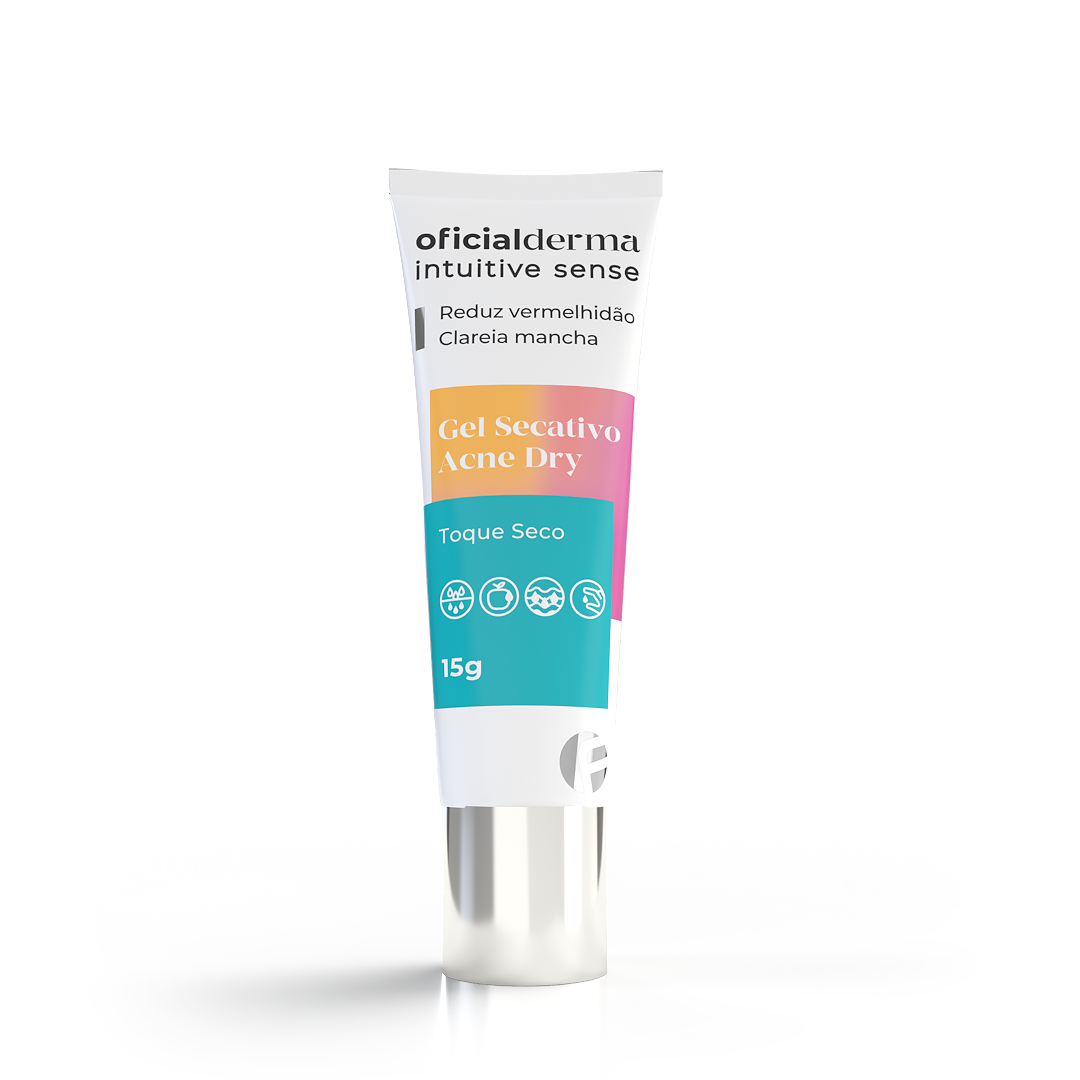 oficialderma
intuitive sense
Reduz vermelhidão
Clareia mancha
Gel Secativo
Acne Dry
Toque Seco
15g